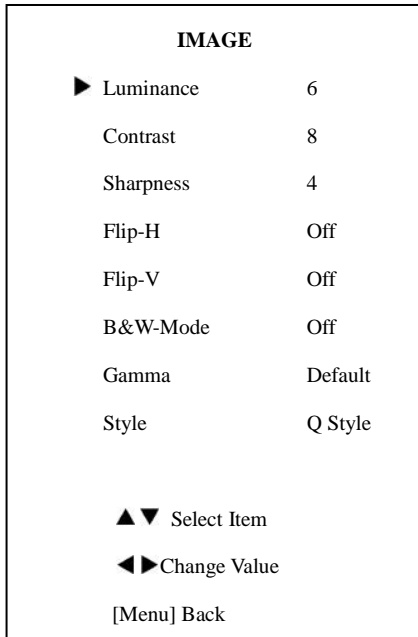 IMAGE
▶ Luminance 6
Contrast 8
Sharpness 4
Flip-H Off
Flip-V Off
B&W-Mode Off
Gamma Default
Style Q Style
▲▼ Select Item
◀▶Change Value
[Menu] Back